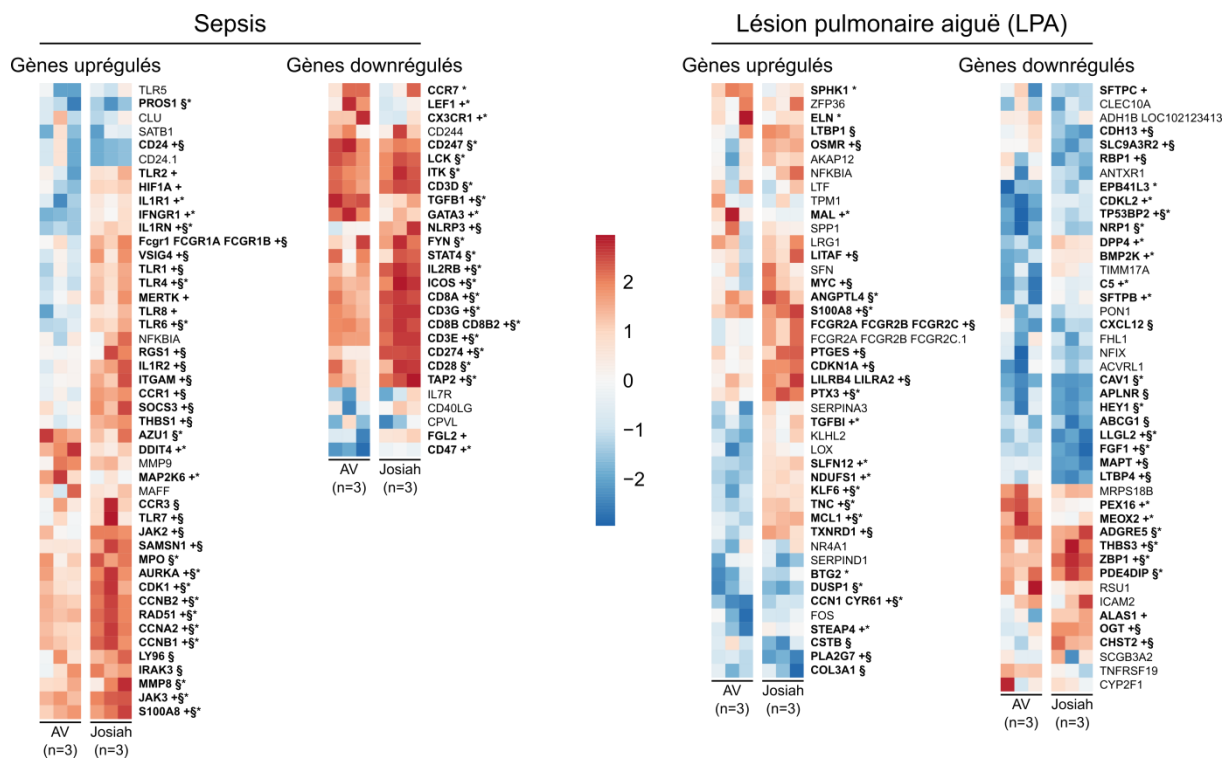 Sepsis
Gènes uprégulés
TLR5
PROS1 §*
CLU
SATB1
CD24 +§
CD24.1
TLR2 +
HIF1A +
IL1R1 +*
IFNGR1 +*
IL1RN +§*
Fcgr1 FCGR1A FCGR1B +§
VSIG4 +§
TLR1 +§
TLR4 +§*
MERTK +
TLR8 +
TLR6 +§*
NFKBIA
RGS1 +§
IL1R2 +§
ITGAM +§
CCR1 +§
SOCS3 +§
THBS1 +§
AZU1 §*
DDIT4 +*
MMP9
MAP2K6 +*
MAFF
CCR3 §
TLR7 +§
JAK2 +§
SAMSN1 +§
MPO §*
AURKA +§*
CDK1 +§*
CCNB2 +§*
RAD51 +§*
CCNA2 +§*
CCNB1 +§*
LY96 §
IRAK3 §
MMP8 §*
JAK3 +§*
S100A8 +§*
AV
(n=3)
Josiah
(n=3)
Gènes downrégulés
CCR7 *
LEF1 +*
CX3CR1 +*
CD244
CD247 §*
LCK §*
ITK §*
CD3D §*
TGFB1 +§*
GATA3 +*
NLRP3 +§
FYN §*
STAT4 §*
IL2RB +§*
ICOS +§*
CD8A +§*
CD3G +§*
CD8B CD8B2 +§*
CD3E +§*
CD274 +§*
CD28 +§*
TAP2 +§*
IL7R
CD40LG
CPVL
FGL2 +
CD47 +*
AV
(n=3)
Josiah
(n=3)
2
1
0
−1
−2
Lésion pulmonaire aiguë (LPA)
Gènes uprégulés
SPHK1 *
ZFP36
ELN *
LTBP1 §
OSMR +§
AKAP12
NFKBIA
LTF
TPM1
MAL +*
SPP1
LRG1
LITAF +§
SFN
MYC +§
ANGPTL4 §*
S100A8 +§*
FCGR2A FCGR2B FCGR2C +§
FCGR2A FCGR2B FCGR2C.1
PTGES +§
CDKN1A +§
LILRB4 LILRA2 +§
PTX3 +§*
SERPINA3
TGFBI +*
KLHL2
LOX
SLFN12 +*
NDUFS1 +*
KLF6 +§*
TNC +§*
MCL1 +§*
TXNRD1 +§
NR4A1
SERPIND1
BTG2 *
DUSP1 §*
CCN1 CYR61 +§*
FOS
STEAP4 +*
CSTB §
PLA2G7 +§
COL3A1 §
AV
(n=3)
Josiah
(n=3)
Gènes downrégulés
SFTPC +
CLEC10A
ADH1B LOC102123413
CDH13 +§
SLC9A3R2 +§
RBP1 +§
ANTXR1
EPB41L3 *
CDKL2 +*
TP53BP2 +§*
NRP1 §*
DPP4 +*
BMP2K +*
TIMM17A
C5 +*
SFTPB +*
PON1
CXCL12 §
FHL1
NFIX
ACVRL1
CAV1 §*
APLNR §
HEY1 §*
ABCG1 §
LLGL2 +§*
FGF1 +§*
MAPT +§
LTBP4 +§
MRPS18B
PEX16 +*
MEOX2 +*
ADGRE5 §*
THBS3 +§*
ZBP1 +§*
PDE4DIP §*
RSU1
ICAM2
ALAS1 +
OGT +§
CHST2 +§
SCGB3A2
TNFRSF19
CYP2F1
AV
(n=3)
Josiah
(n=3)